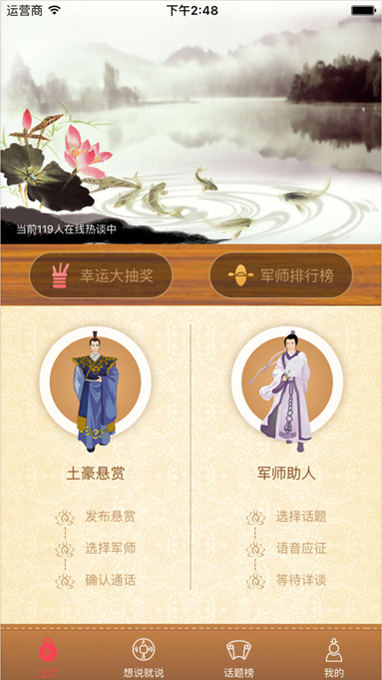 运营商 下午2:48
当前119人在线热谈中
幸运大抽奖 军师排行榜
土豪悬赏 军师助人
发布悬赏 选择话题
选择军师 语音应征
确认通话 等待详谈
想说就说 话题榜 我的